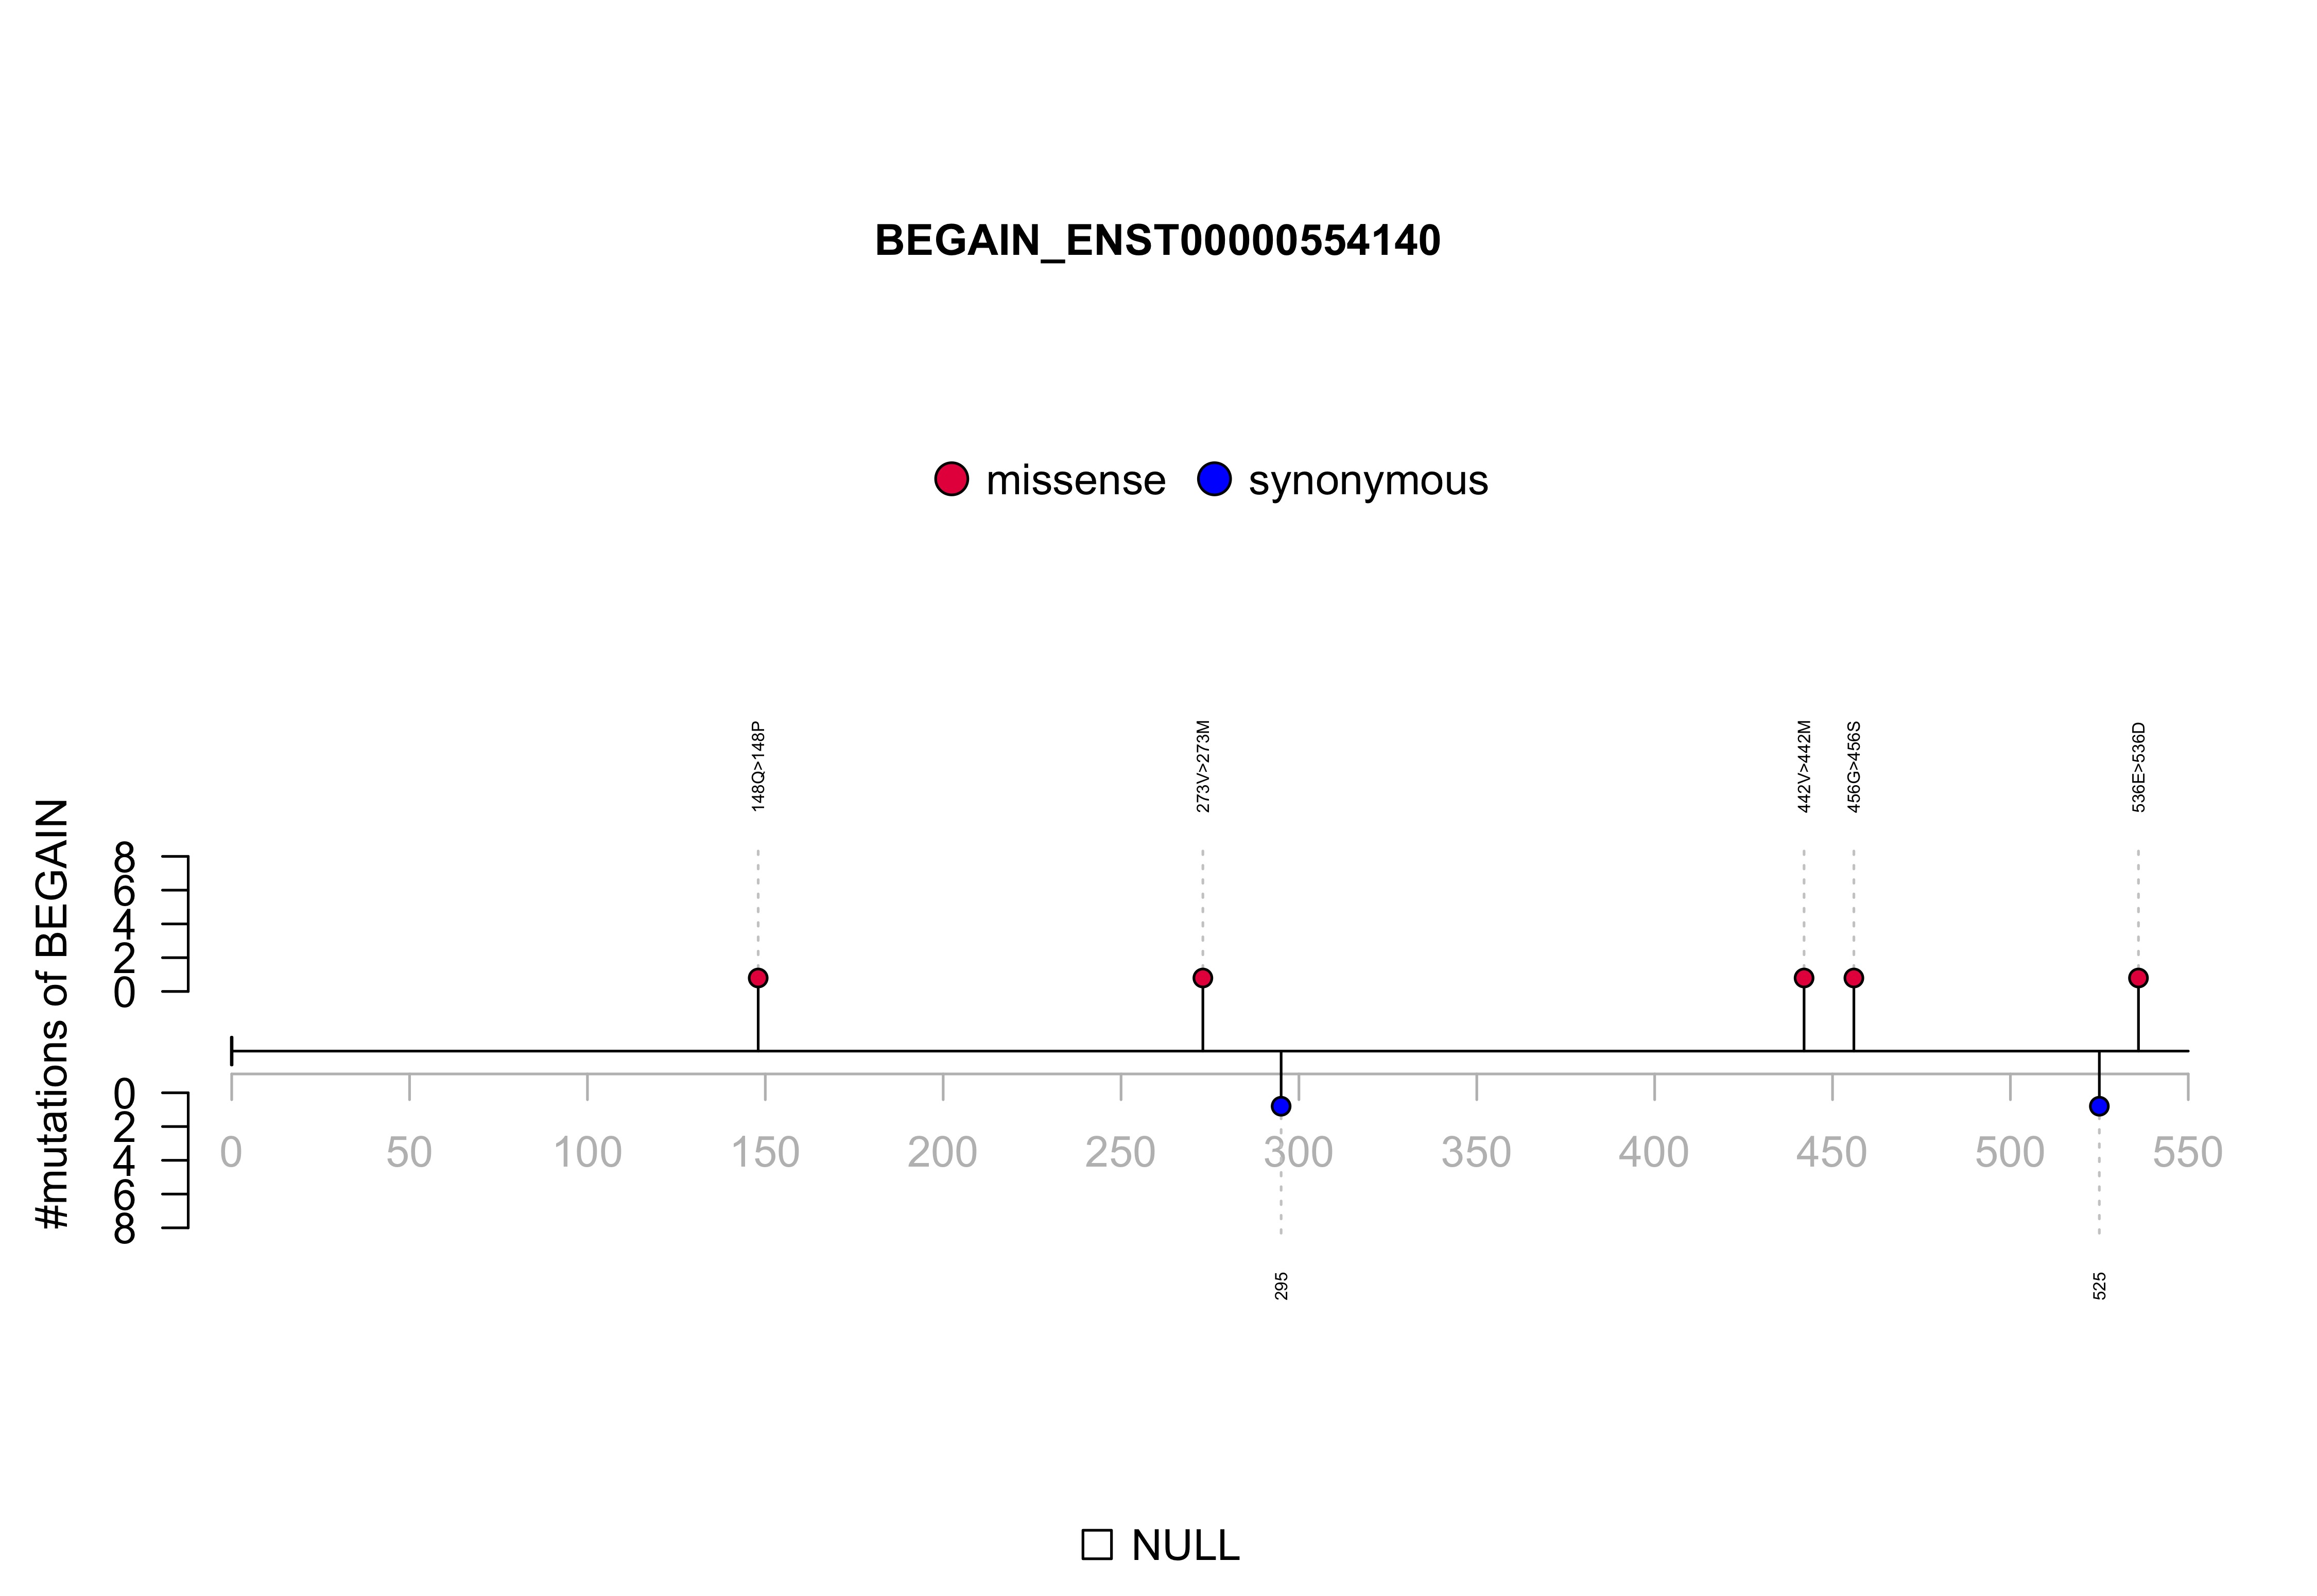 BEGAIN_ENST00000554140
missense synonymous
148Q>148P
273V>273M
442V>442M
456G>456S
536E>536D
#mutations of BEGAIN
8
6
4
2
0
0
2
4
6
8
0 50 100 150 200 250 300 350 400 450 500 550
295
525
NULL